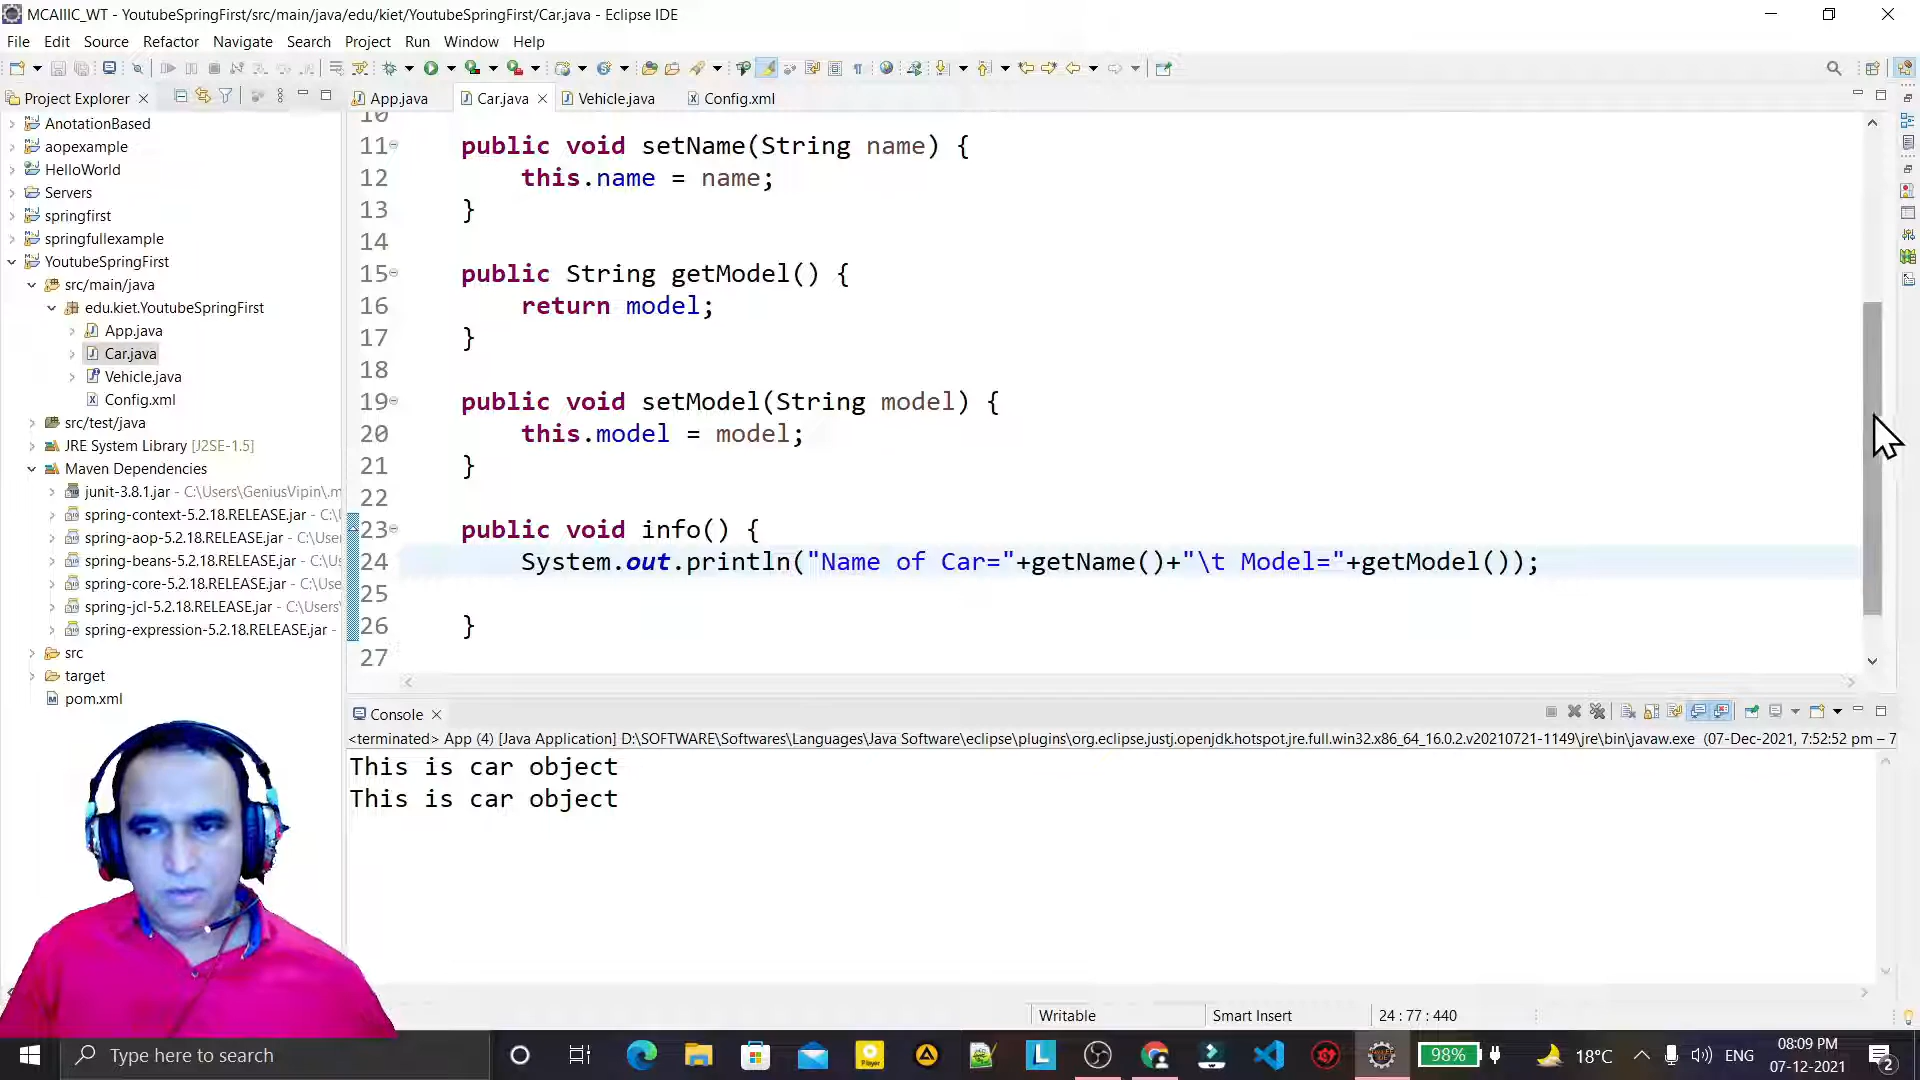 MCAIIIC_WT - YoutubeSpringFirst/src/main/java/edu/kiet/YoutubeSpringFirst/Car.java - Eclipse IDE
File Edit Source Refactor Navigate Search Project Run Window Help
Project Explorer
App.java Car.java Vehicle.java Config.xml
AnotationBased
aopexample
HelloWorld
Servers
springfirst
springfullexample
YoutubeSpringFirst
src/main/java
edu.kiet.YoutubeSpringFirst
App.java
Car.java
Vehicle.java
Config.xml
src/test/java
JRE System Library [J2SE-1.5]
Maven Dependencies
junit-3.8.1.jar - C:\Users\GeniusVipin\.m
spring-context-5.2.18.RELEASE.jar - C:\U
spring-aop-5.2.18.RELEASE.jar - C:\User
spring-beans-5.2.18.RELEASE.jar - C:\Us
spring-core-5.2.18.RELEASE.jar - C:\User
spring-jcl-5.2.18.RELEASE.jar - C:\Users
spring-expression-5.2.18.RELEASE.jar -
src
target
pom.xml
10
11 public void setName(String name) {
12 this.name = name;
13 }
14
15 public String getModel() {
16 return model;
17 }
18
19 public void setModel(String model) {
20 this.model = model;
21 }
22
23 public void info() {
24 System.out.println("Name of Car="+getName()+"\t Model="+getModel());
25
26 }
27
Console
<terminated> App (4) [Java Application] D:\SOFTWARE\Softwares\Languages\Java Software\eclipse\plugins\org.eclipse.justj.openjdk.hotspot.jre.full.win32.x86_64_16.0.2.v20210721-1149\jre\bin\javaw.exe (07-Dec-2021, 7:52:52 pm – 7
This is car object
This is car object
Writable Smart Insert 24 : 77 : 440
Type here to search
98% 18°C ENG
08:09 PM
07-12-2021
2